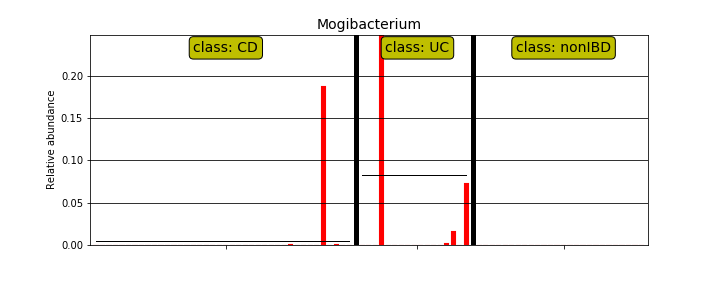 Mogibacterium
class: CD
class: UC
class: nonIBD
Relative abundance
0.20
0.15
0.10
0.05
0.00